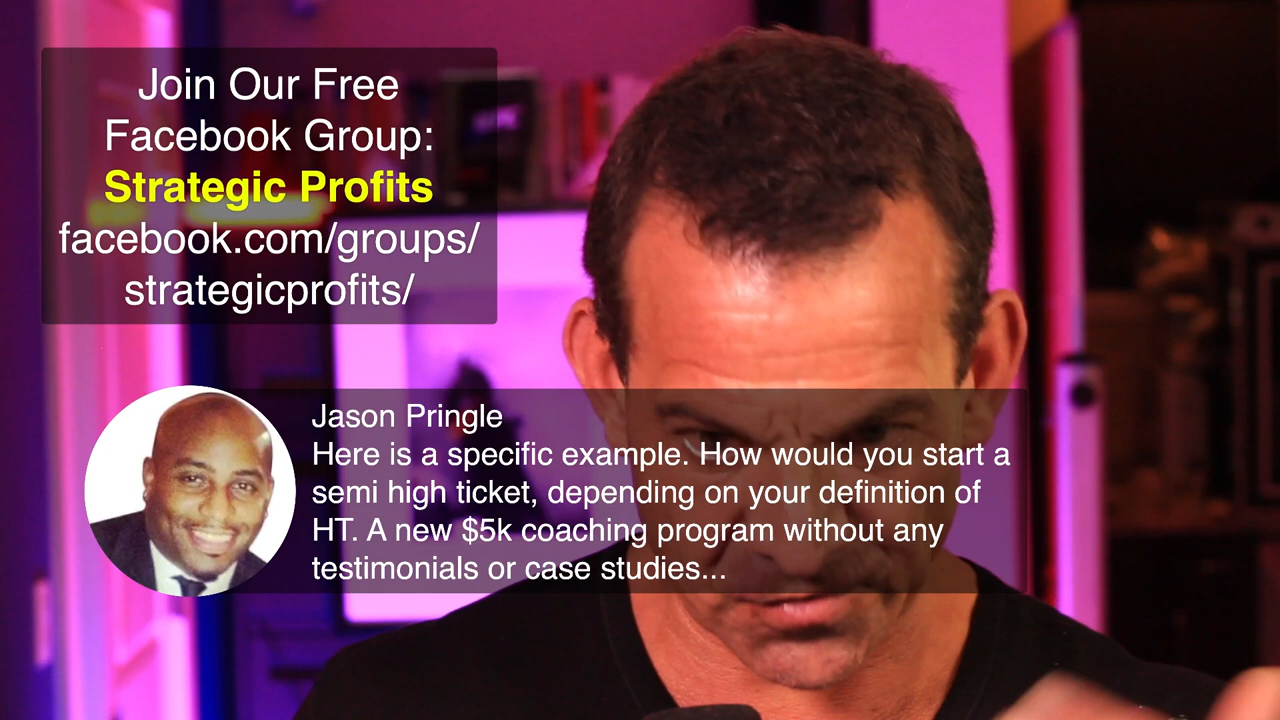 Join Our Free
Facebook Group:
Strategic Profits
facebook.com/groups/
strategicprofits/
Jason Pringle
Here is a specific example. How would you start a
semi high ticket, depending on your definition of
HT. A new $5k coaching program without any
testimonials or case studies...